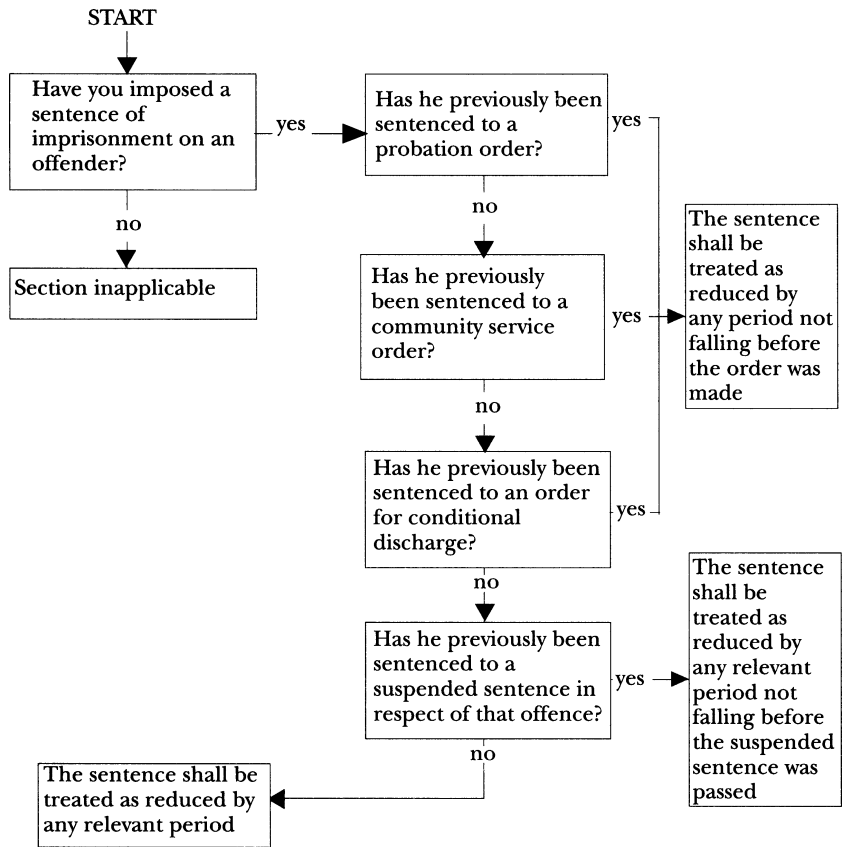 START
Have you imposed a
sentence of
imprisonment on an
offender?
yes
Has he previously been
sentenced to a
probation order?
yes
no
no
Section inapplicable
Has he previously
been sentenced to a
community service
order?
yes
The sentence
shall be
treated as
reduced by
any period not
falling before
the order was
made
no
Has he previously been
sentenced to an order
for conditional
discharge?
yes
no
Has he previously been
sentenced to a
suspended sentence in
respect of that offence?
yes
The sentence
shall be
treated as
reduced by
any relevant
period not
falling before
the suspended
sentence was
passed
no
The sentence shall be
treated as reduced by
any relevant period